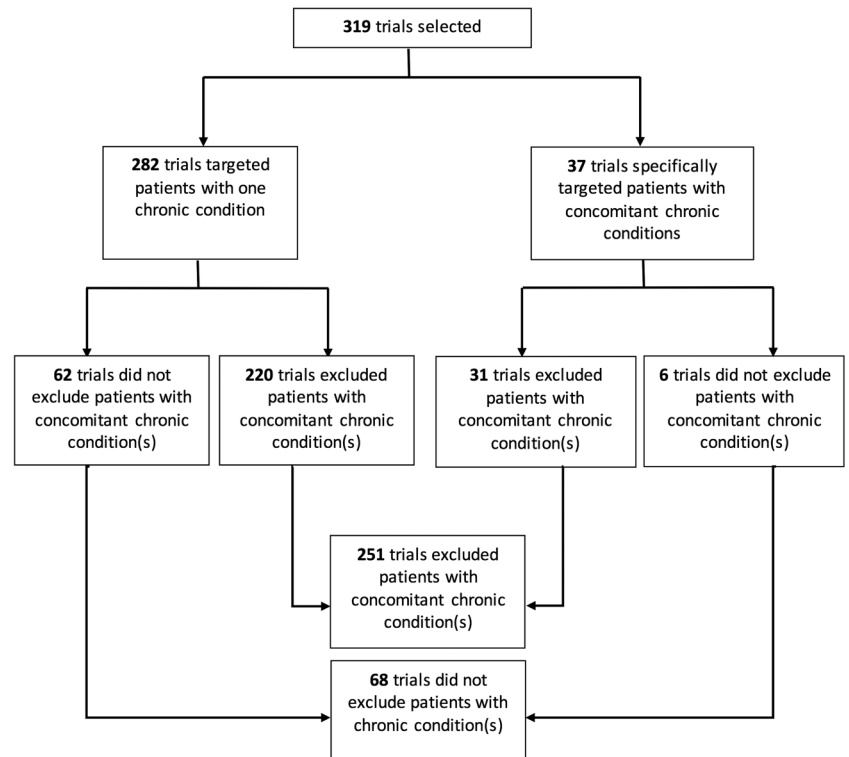 319 trials selected
282 trials targeted
patients with one
chronic condition
37 trials specifically
targeted patients with
concomitant chronic
conditions
62 trials did not
exclude patients with
concomitant chronic
condition(s)
220 trials excluded
patients with
concomitant chronic
condition(s)
31 trials excluded
patients with
concomitant chronic
condition(s)
6 trials did not exclude
patients with
concomitant chronic
condition(s)
251 trials excluded
patients with
concomitant chronic
condition(s)
68 trials did not
exclude patients with
chronic condition(s)